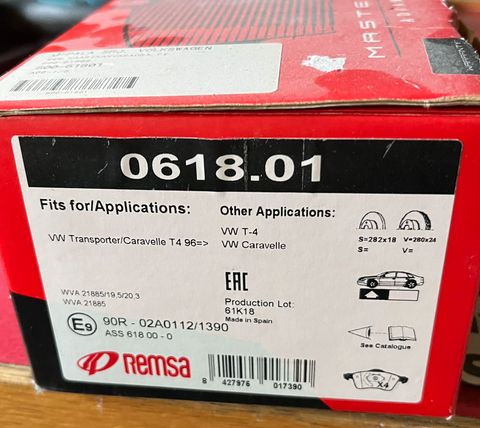 MASTER
0618.01
Fits for/Applications:
VW Transporter/Caravelle T4 96=>
Other Applications:
VW T-4
VW Caravelle
S=282x18 V=280x24
S= V=
WVA 21885/19,5/20,3
WVA 21885
EAC
Production Lot:
61K18
Made in Spain
E9 90R - 02A0112/1390
ASS 618 00 - 0
See Catalogue
REMSA
8 427976 017390
X4